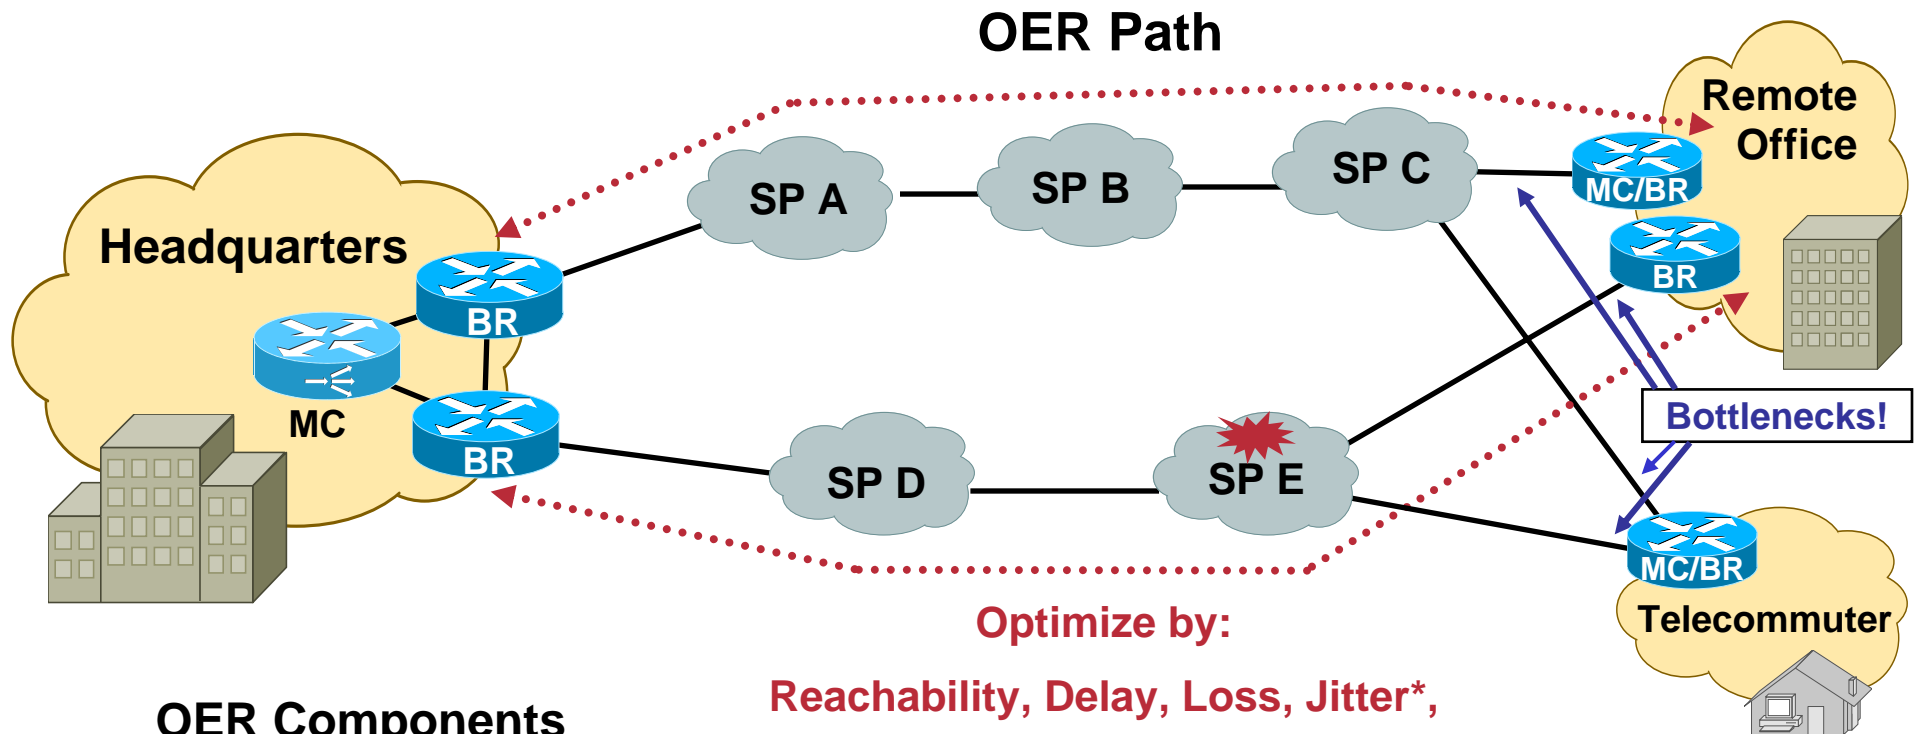 OER Path
Remote
Office
SP A
SP B
SP C
MC/BR
Headquarters
BR
BR
MC
BR
Bottlenecks!
SP D
SP E
MC/BR
Telecommuter
Optimize by:
Reachability, Delay, Loss, Jitter*,
OER Components